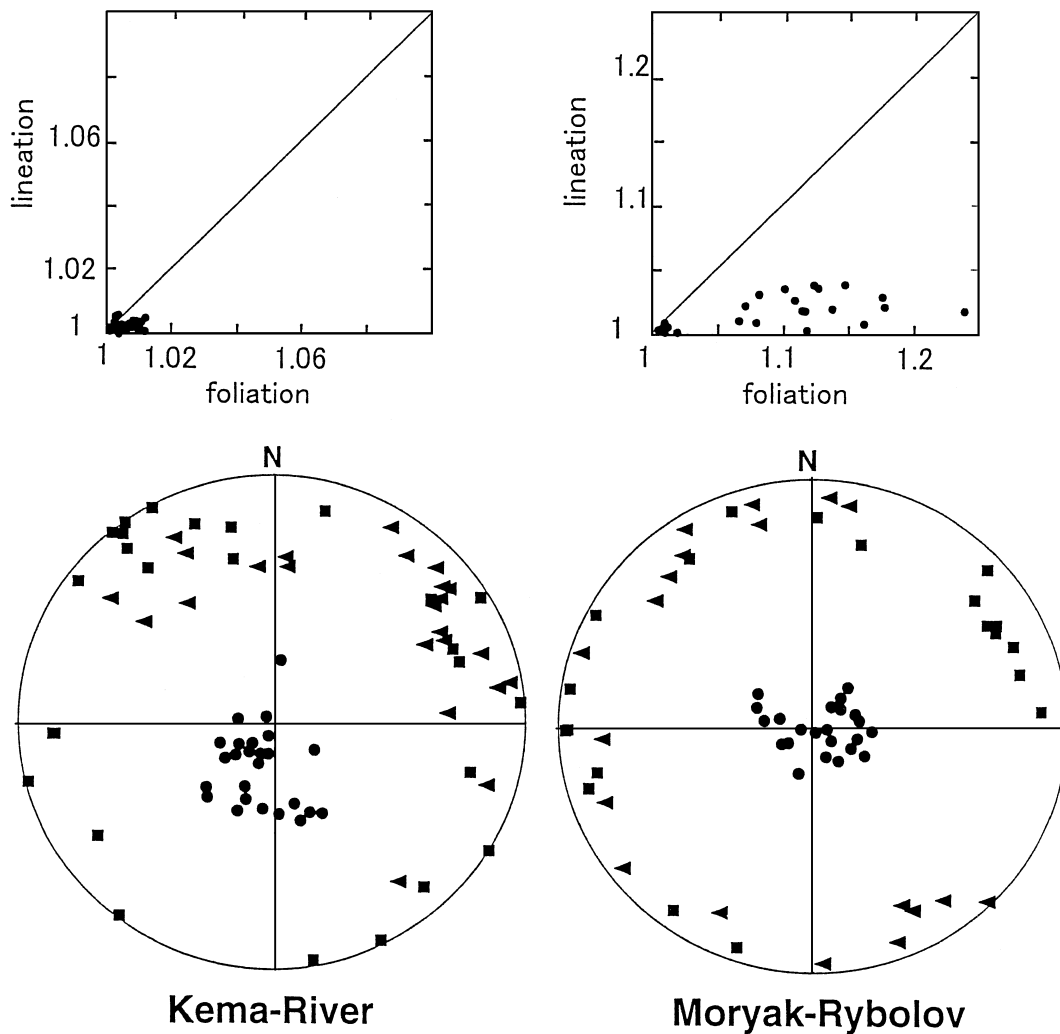 lineation
1.06
1.02
1
1 1.02 1.06
foliation
lineation
1.2
1.1
1
1 1.1 1.2
foliation
N
Kema-River
N
Moryak-Rybolov